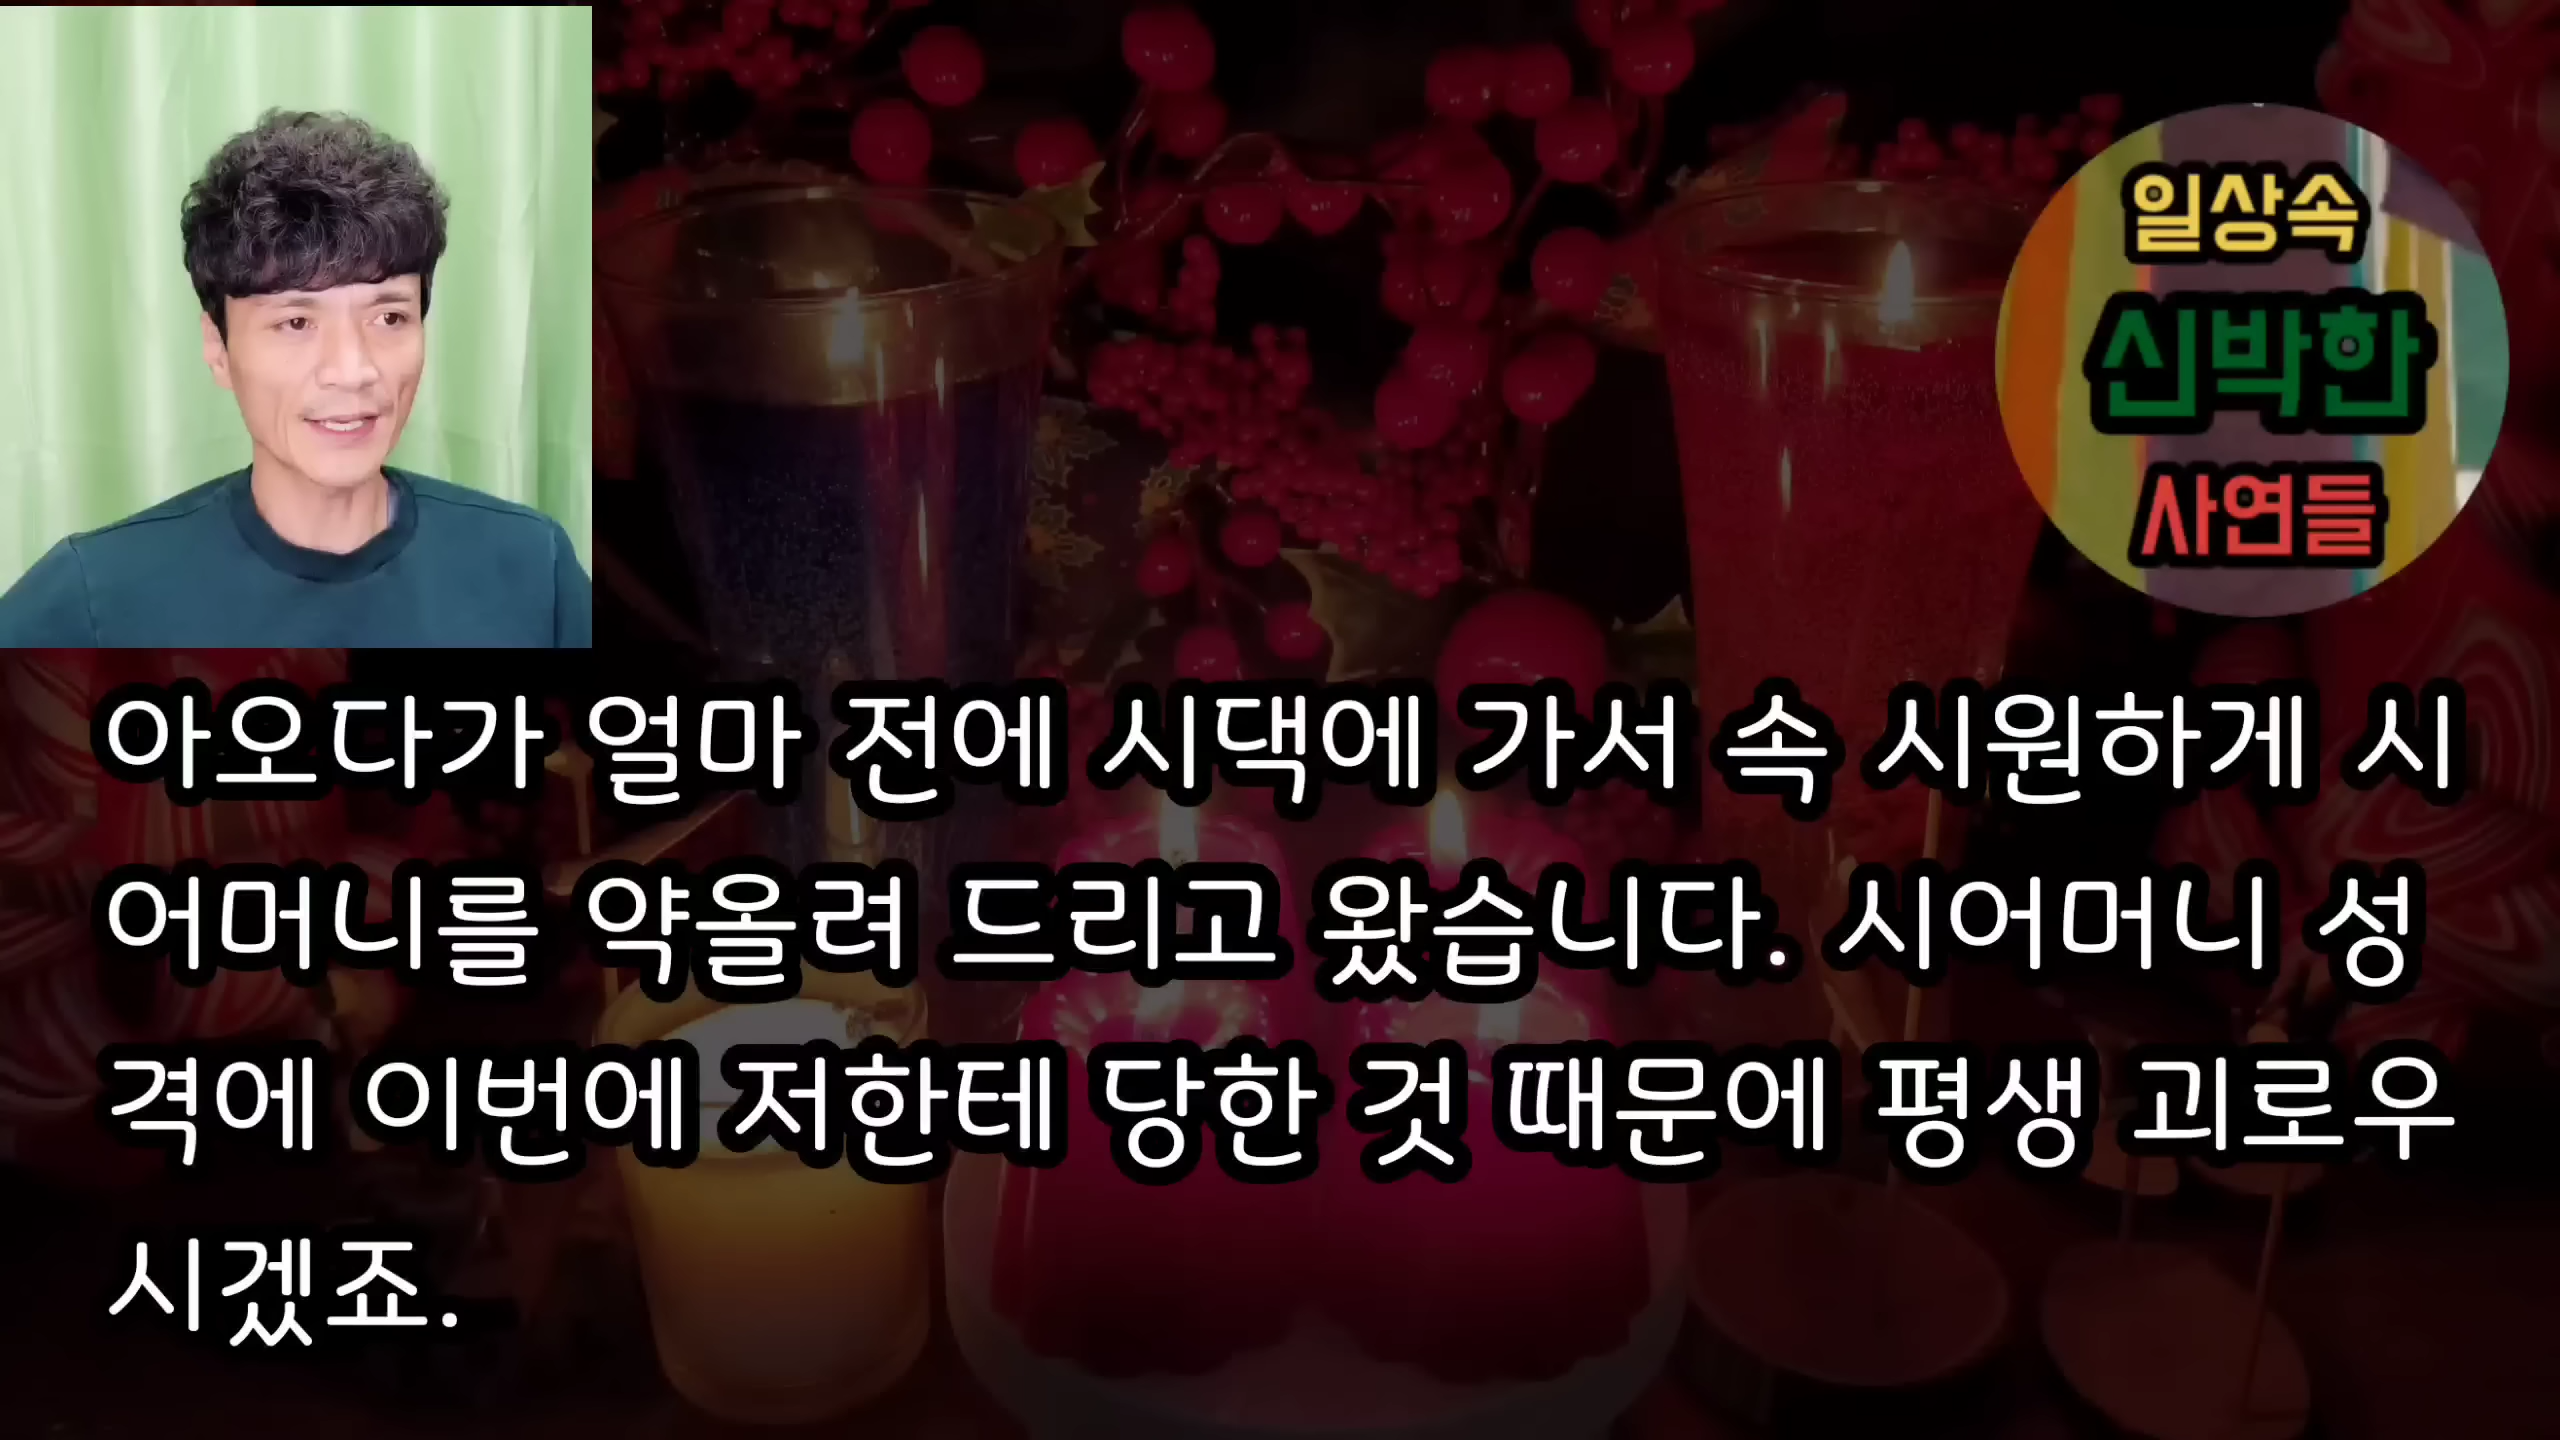 일상속
신박한
사연들
아오다가 얼마 전에 시댁에 가서 속 시원하게 시
어머니를 약올려 드리고 왔습니다. 시어머니 성
격에 이번에 저한테 당한 것 때문에 평생 괴로우
시겠죠.